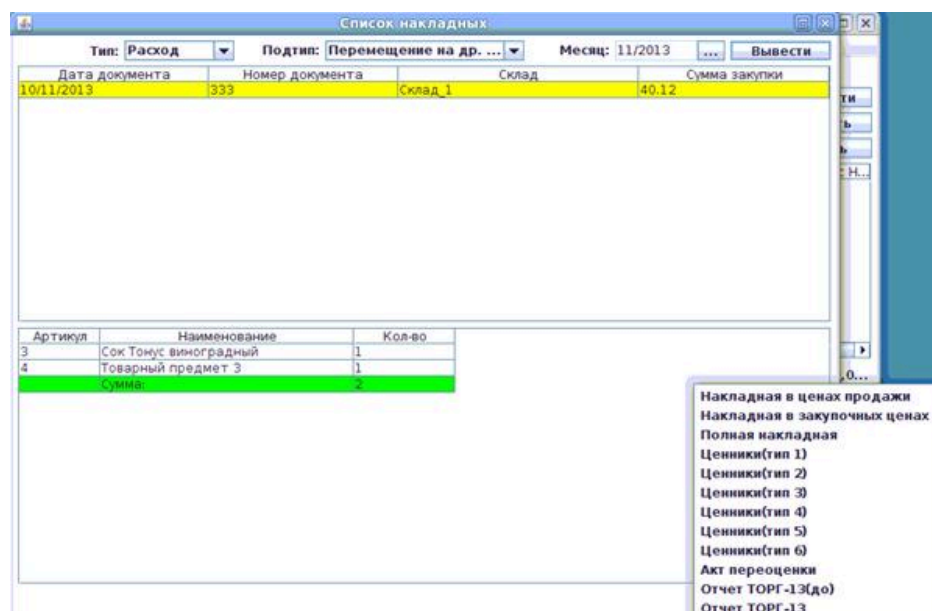 Список накладных
Тип: Расход Подтип: Перемещение на др. ... Месяц: 11/2013 ... Вывести
Дата документа Номер документа Склад Сумма закупки
10/11/2013 333 Склад_1 40.12
ти
ь
ь
Н...
Артикул Наименование Кол-во
3 Сок Тонус виноградный 1
4 Товарный предмет 3 1
Сумма: 2
,о...
Накладная в ценах продажи
Накладная в закупочных ценах
Полная накладная
Ценники(тип 1)
Ценники(тип 2)
Ценники(тип 3)
Ценники(тип 4)
Ценники(тип 5)
Ценники(тип 6)
Акт переоценки
Отчет ТОРГ-13(до)
Отчет ТОРГ-13